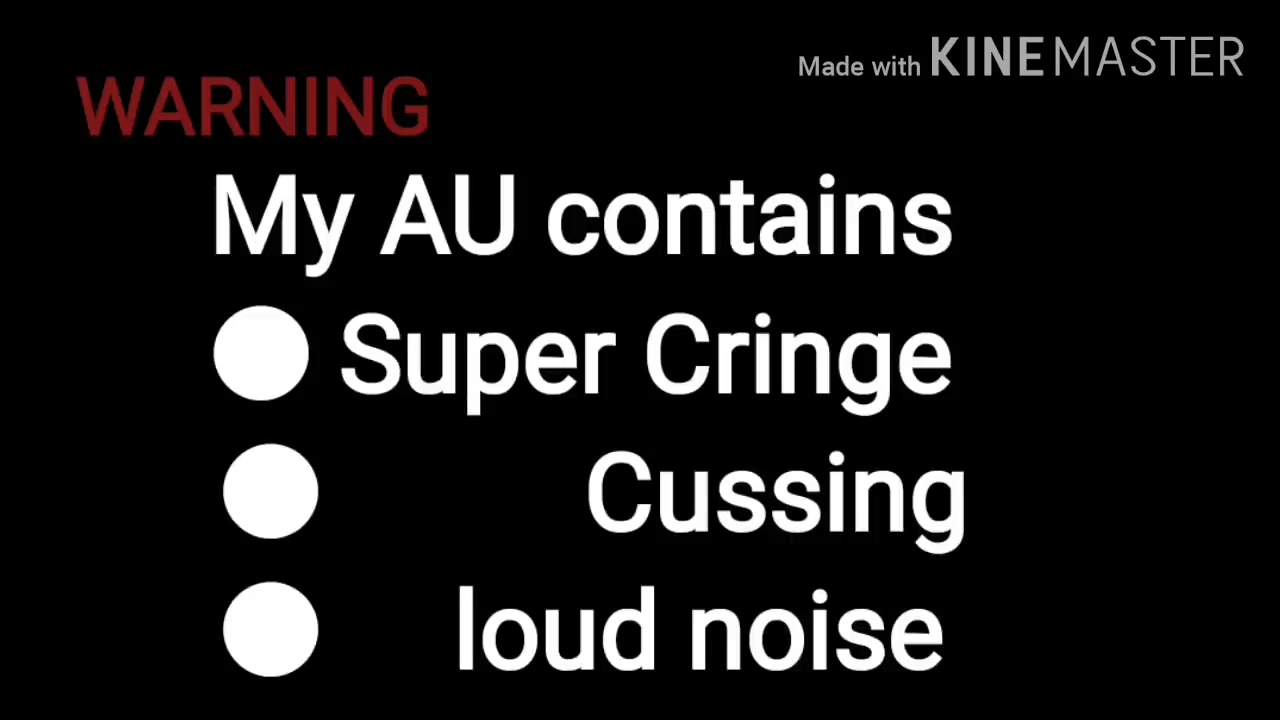 Made with KINEMASTER
WARNING
My AU contains
● Super Cringe
● Cussing
● loud noise